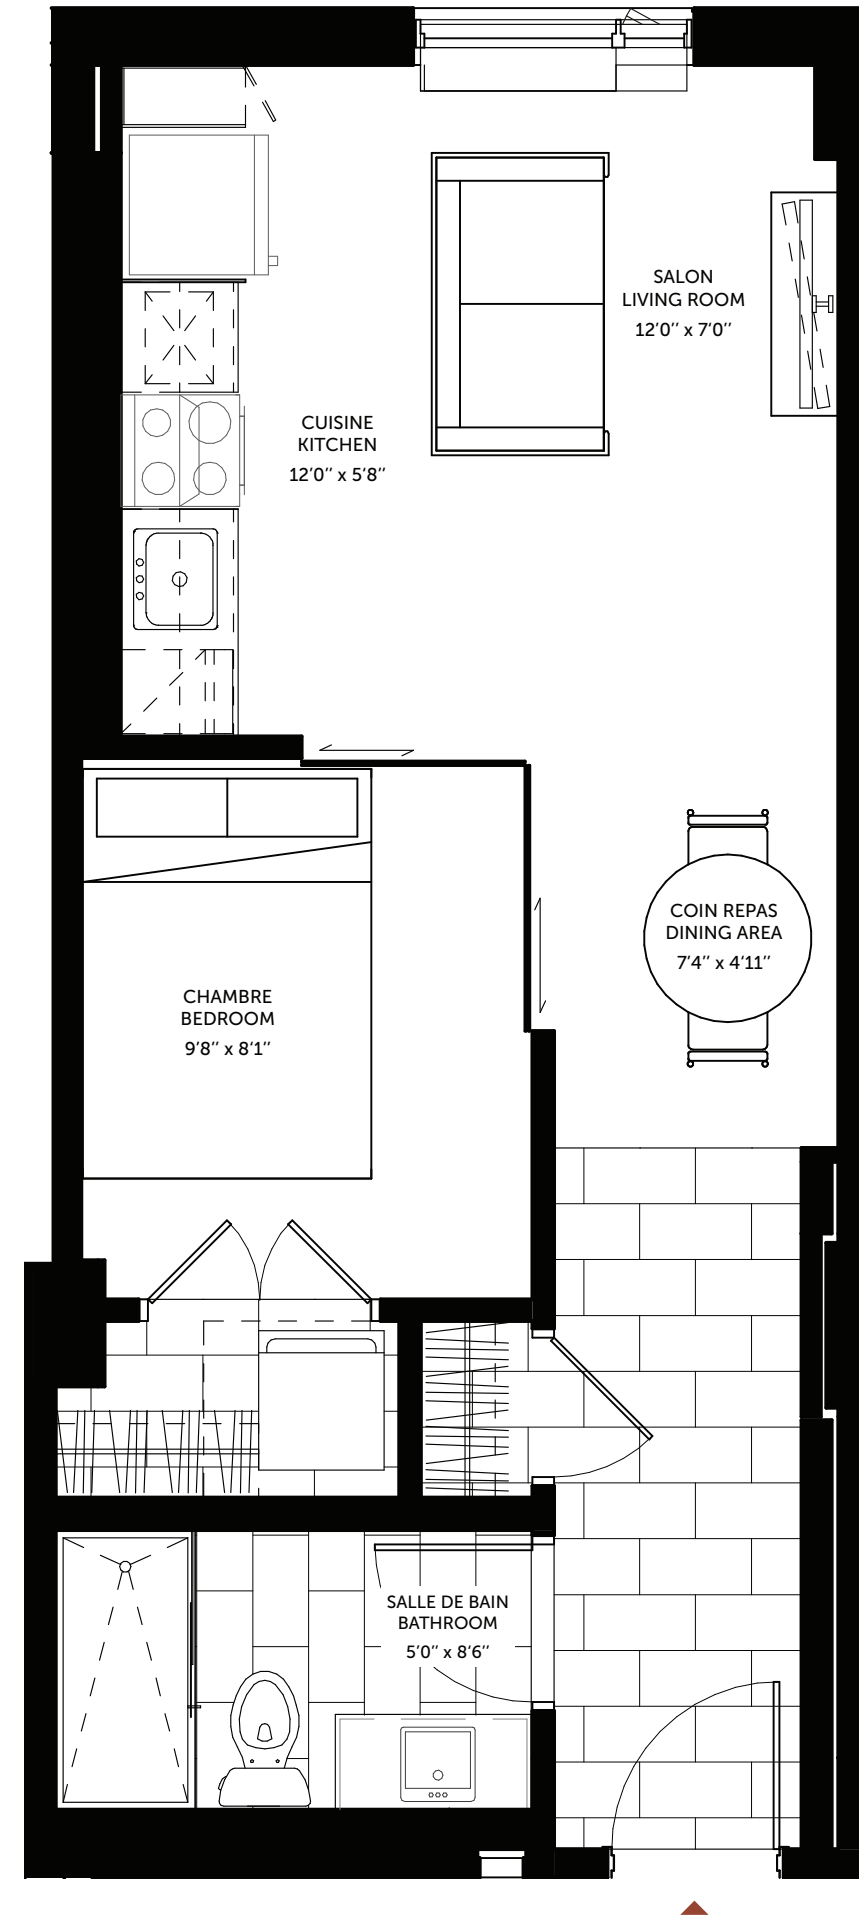 SALON
LIVING ROOM
12'0'' x 7'0''
CUISINE
KITCHEN
12'0'' x 5'8''
COIN REPAS
DINING AREA
7'4'' x 4'11''
CHAMBRE
BEDROOM
9'8'' x 8'1''
SALLE DE BAIN
BATHROOM
5'0'' x 8'6''